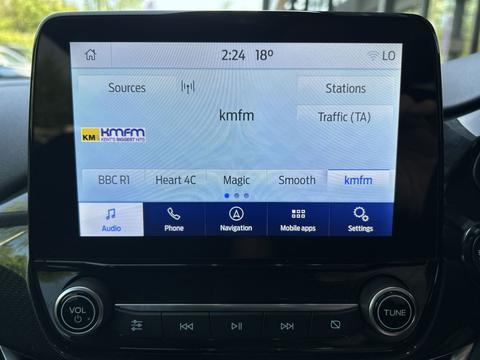 2:24 18º LO
Sources Stations
kmfm
Traffic (TA)
KM kmfm
KENT'S BIGGEST HITS
BBC R1 Heart 4C Magic Smooth kmfm
Audio Phone Navigation Mobile apps Settings
VOL TUNE